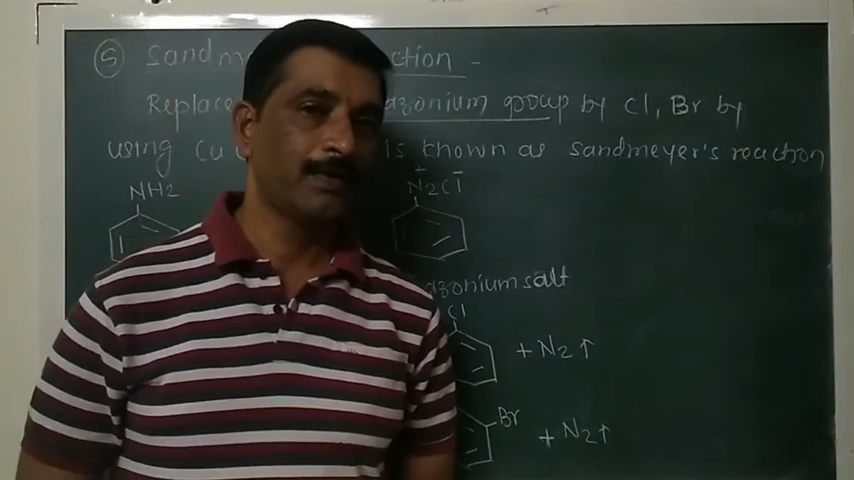 (5) Sandm ction -
Replace azonium group by Cl, Br by
using Cu is known as sandmeyer's reaction
NH2 N2Cl
azonium salt
Cl
+ N2 ↑
Br
+ N2 ↑